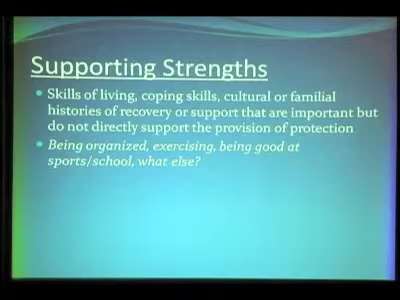 Supporting Strengths
Skills of living, coping skills, cultural or familial
histories of recovery or support that are important but
do not directly support the provision of protection
Being organized, exercising, being good at
sports/school, what else?